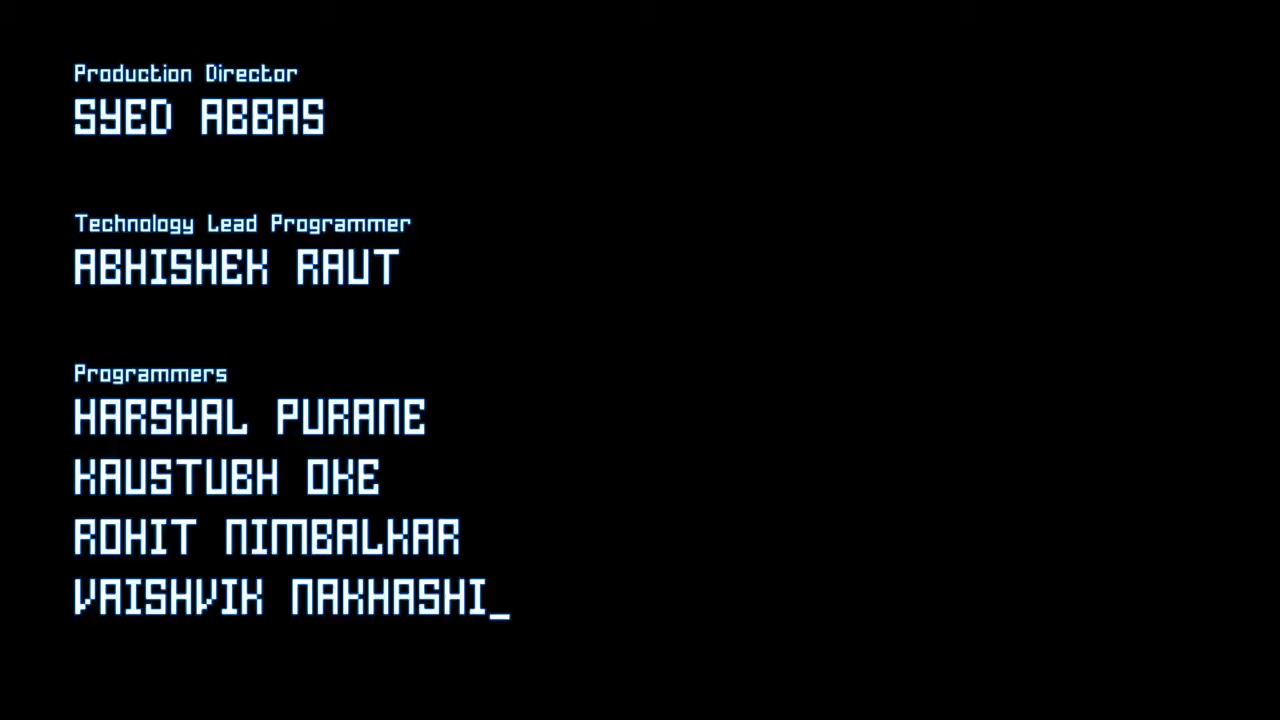 Production Director
SYED ABBAS
Technology Lead Programmer
ABHISHEK RAUT
Programmers
HARSHAL PURANE
KAUSTUBH OKE
ROHIT NIMBALKAR
VAISHVIK NAKHASHI_